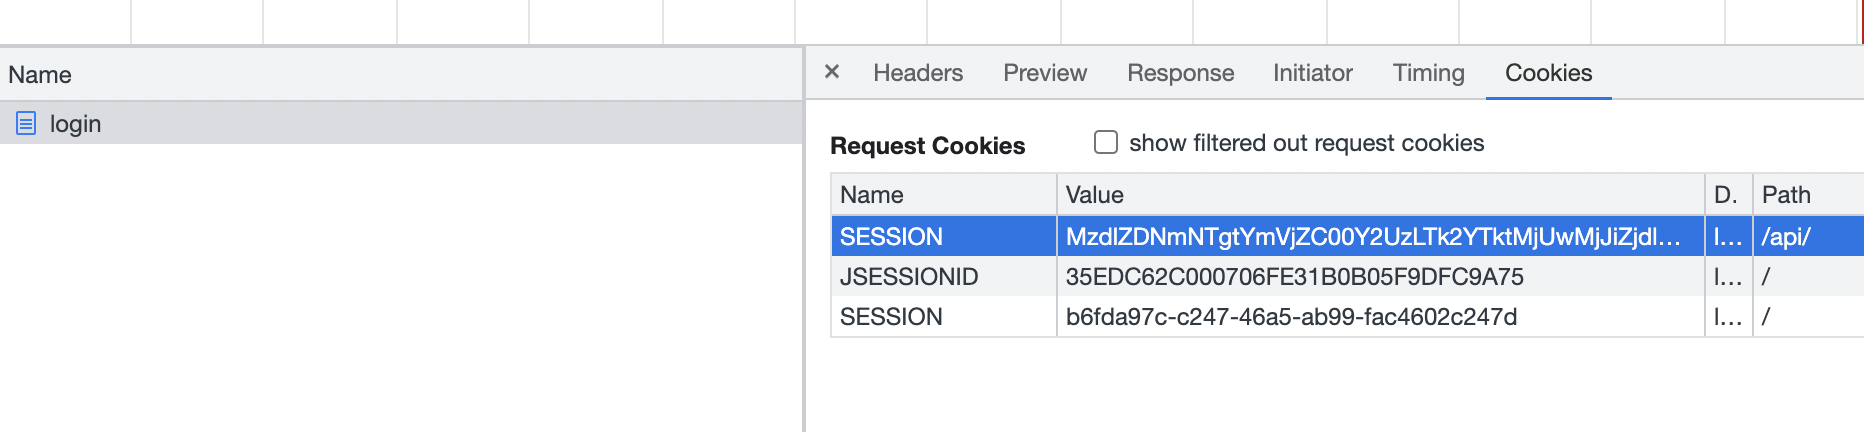 Name
login
× Headers Preview Response Initiator Timing Cookies
Request Cookies show filtered out request cookies
Name Value D. Path
SESSION MzdlZDNmNTgtYmVjZC00Y2UzLTk2YTktMjUwMjJiZjdl... l... /api/
JSESSIONID 35EDC62C000706FE31B0B05F9DFC9A75 l... /
SESSION b6fda97c-c247-46a5-ab99-fac4602c247d l... /